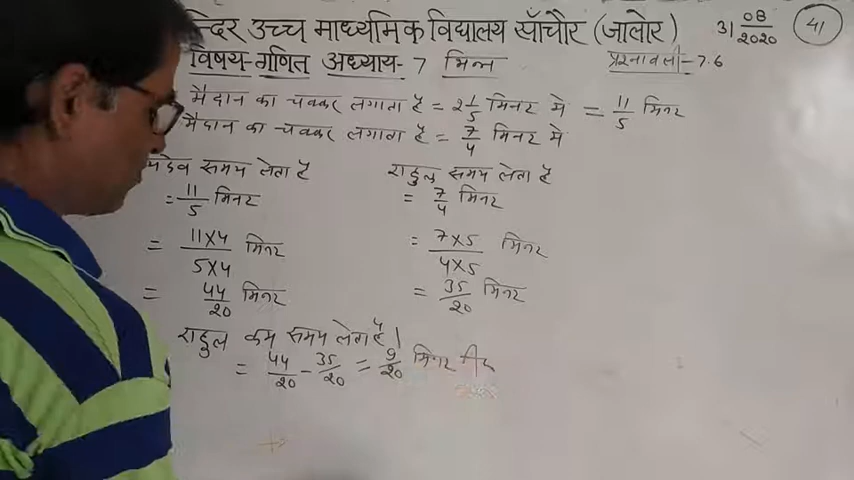 न्दिर उच्च माध्यमिक विद्यालय साँचौर (जालोर) 31 08/2020 41
विषय-गणित अध्याय-7 भिन्न प्रश्नावली-7.6
मैदान का चक्कर लगाता है = 2 1/5 मिनट में = 11/5 मिनट
मैदान का चक्कर लगाता है = 7/4 मिनट में
समय लेता है राहुल समय लेता है
= 11/5 मिनट = 7/4 मिनट
= 11×4/5×4 मिनट = 7×5/4×5 मिनट
= 44/20 मिनट = 35/20 मिनट
राहुल कम समय लेता है।
= 44/20 - 35/20 = 9/20 मिनट